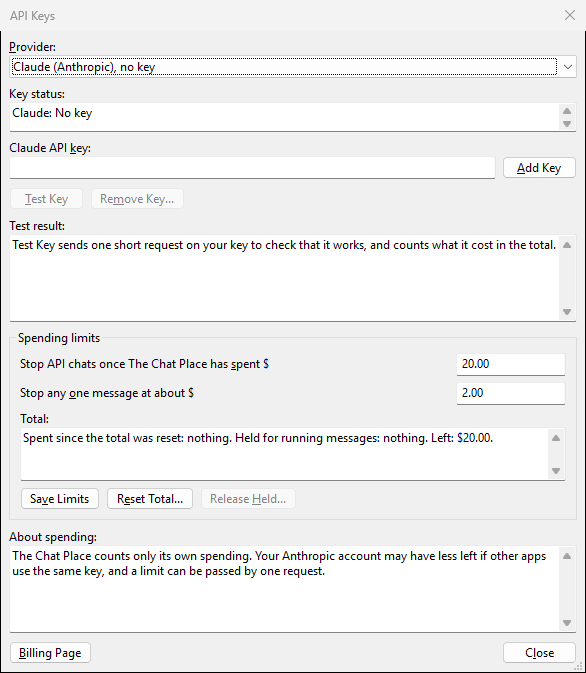 API Keys
Provider:
Claude (Anthropic), no key
Key status:
Claude: No key
Claude API key:
Add Key
Test Key
Remove Key...
Test result:
Test Key sends one short request on your key to check that it works, and counts what it cost in the total.
Spending limits
Stop API chats once The Chat Place has spent $
20.00
Stop any one message at about $
2.00
Total:
Spent since the total was reset: nothing. Held for running messages: nothing. Left: $20.00.
Save Limits
Reset Total...
Release Held...
About spending:
The Chat Place counts only its own spending. Your Anthropic account may have less left if other apps
use the same key, and a limit can be passed by one request.
Billing Page
Close